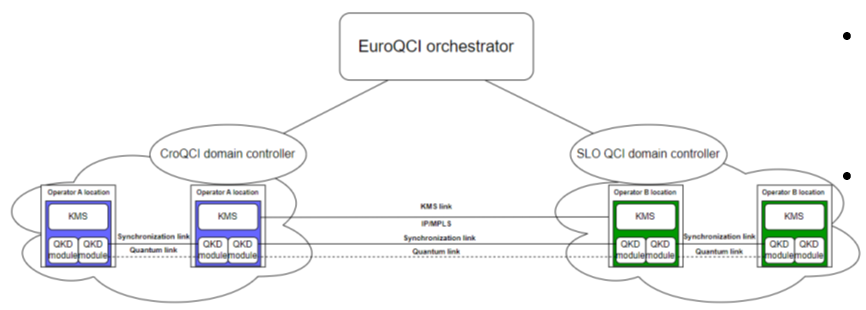 EuroQCI orchestrator
CroQCI domain controller
SLO QCI domain controller
Operator A location
Operator A location
Operator B location
Operator B location
KMS
KMS
KMS link
KMS
KMS
IP/MPLS
Synchronization link
Synchronization link
Synchronization link
QKD module
QKD module
QKD module
QKD module
QKD module
QKD module
QKD module
QKD module
Quantum link
Quantum link
Quantum link